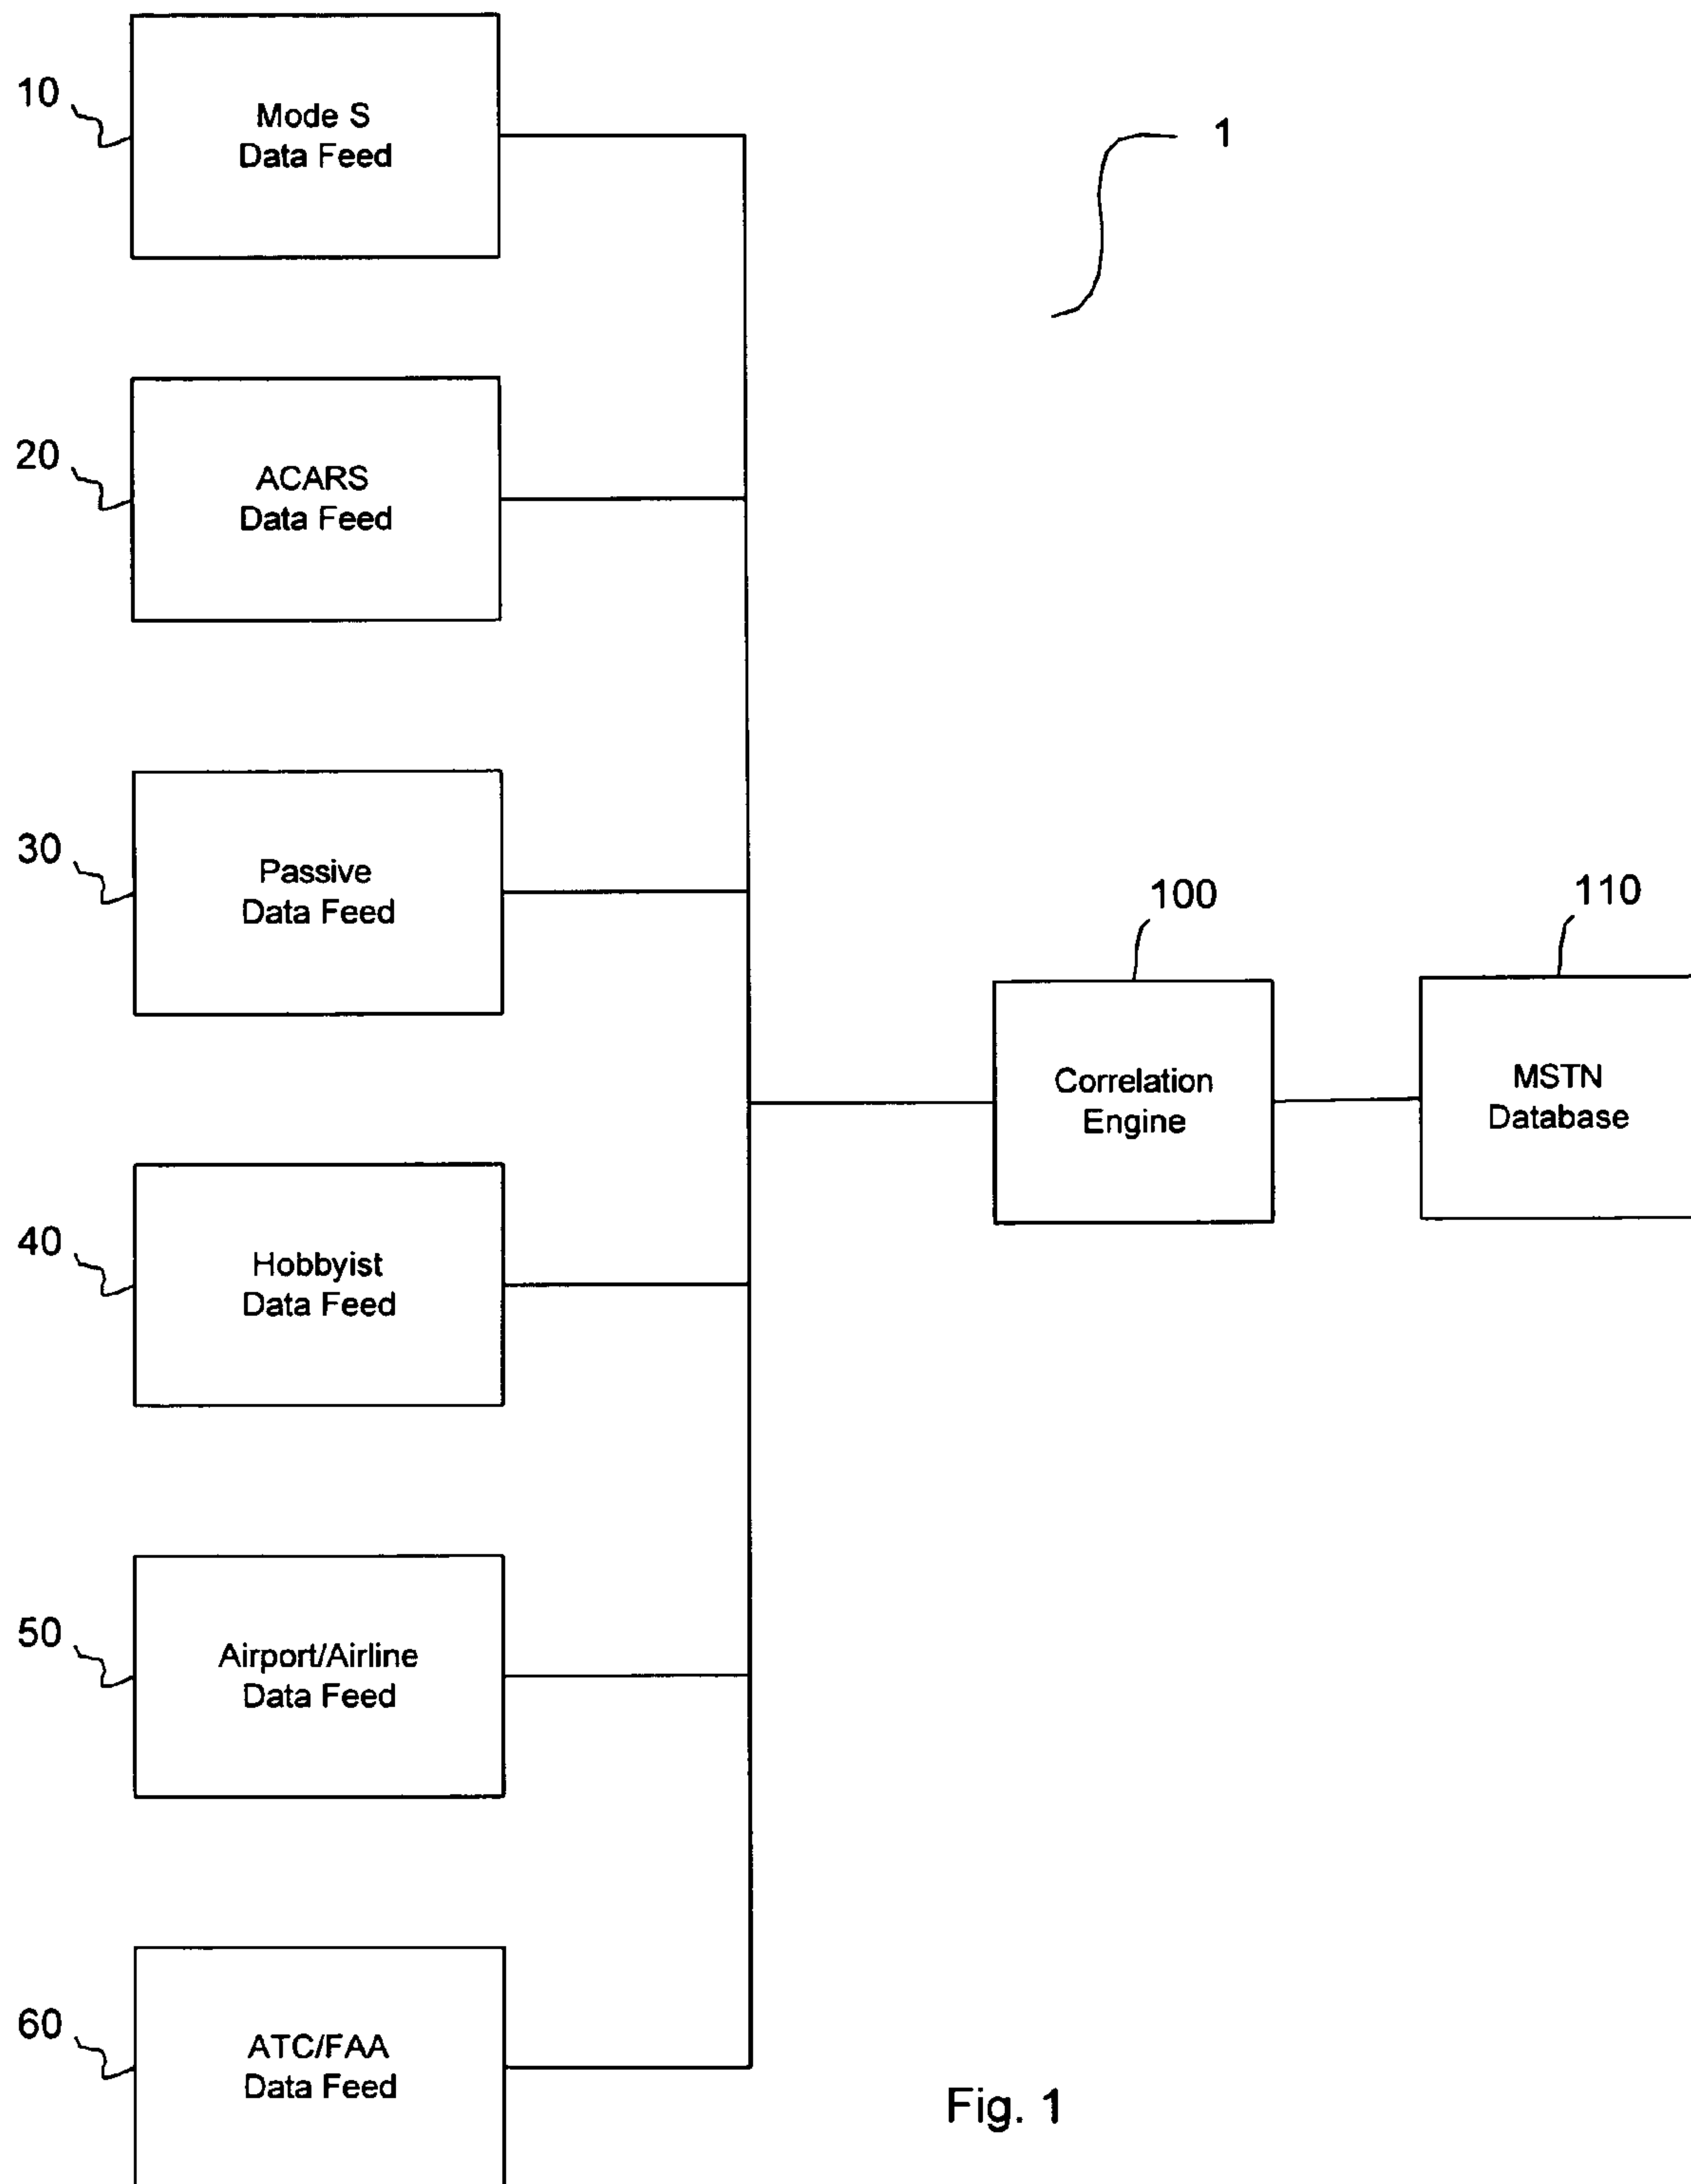 10
Mode S
Data Feed
1
20
ACARS
Data Feed
30
Passive
Data Feed
100
110
Correlation
Engine
MSTN
Database
40
Hobbyist
Data Feed
50
Airport/Airline
Data Feed
60
ATC/FAA
Data Feed
Fig. 1